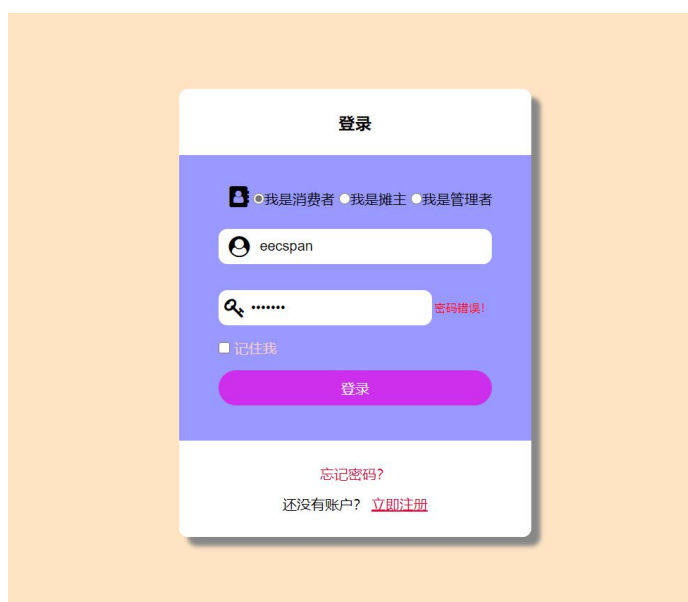 登录
我是消费者 我是摊主 我是管理者
eecspan
••••••• 密码错误!
记住我
登录
忘记密码?
还没有账户? 立即注册